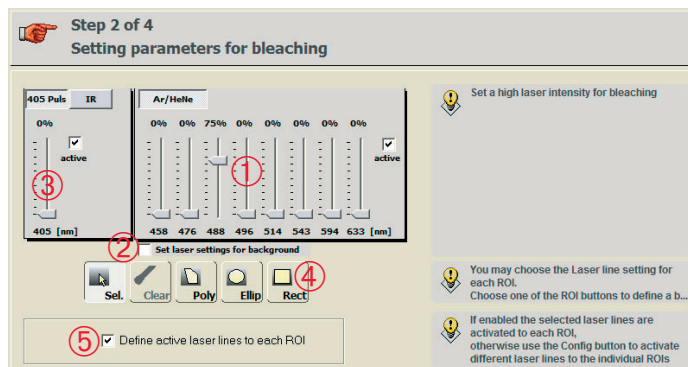 Step 2 of 4
Setting parameters for bleaching
405 Puls IR
Ar/HeNe
0%
0% 0% 75% 0% 0% 0% 0% 0%
active
active
①
③
405 [nm]
458 476 488 496 514 543 594 633 [nm]
② Set laser settings for background
Sel. Clear Poly Ellip Rect
④
⑤ Define active laser lines to each ROI
Set a high laser intensity for bleaching
You may choose the Laser line setting for
each ROI.
Choose one of the ROI buttons to define a b...
If enabled the selected laser lines are
activated to each ROI,
otherwise use the Config button to activate
different laser lines to the individual ROIs